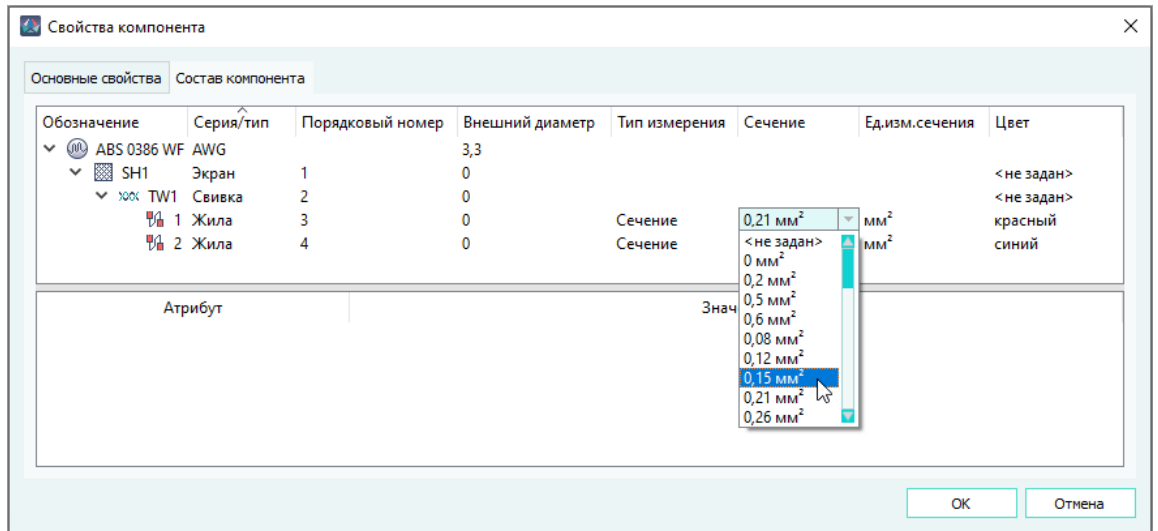 Свойства компонента
Основные свойства Состав компонента
Обозначение Серия/тип Порядковый номер Внешний диаметр Тип измерения Сечение Ед.изм.сечения Цвет
ABS 0386 WF AWG 3,3
SH1 Экран 1 0 <не задан>
TW1 Свивка 2 0 <не задан>
1 Жила 3 0 Сечение 0,21 мм² мм² красный
2 Жила 4 0 Сечение мм² синий
<не задан>
0 мм²
0,2 мм²
0,5 мм²
0,6 мм²
0,08 мм²
0,12 мм²
0,15 мм²
0,21 мм²
0,26 мм²
Атрибут Знач
OK Отмена